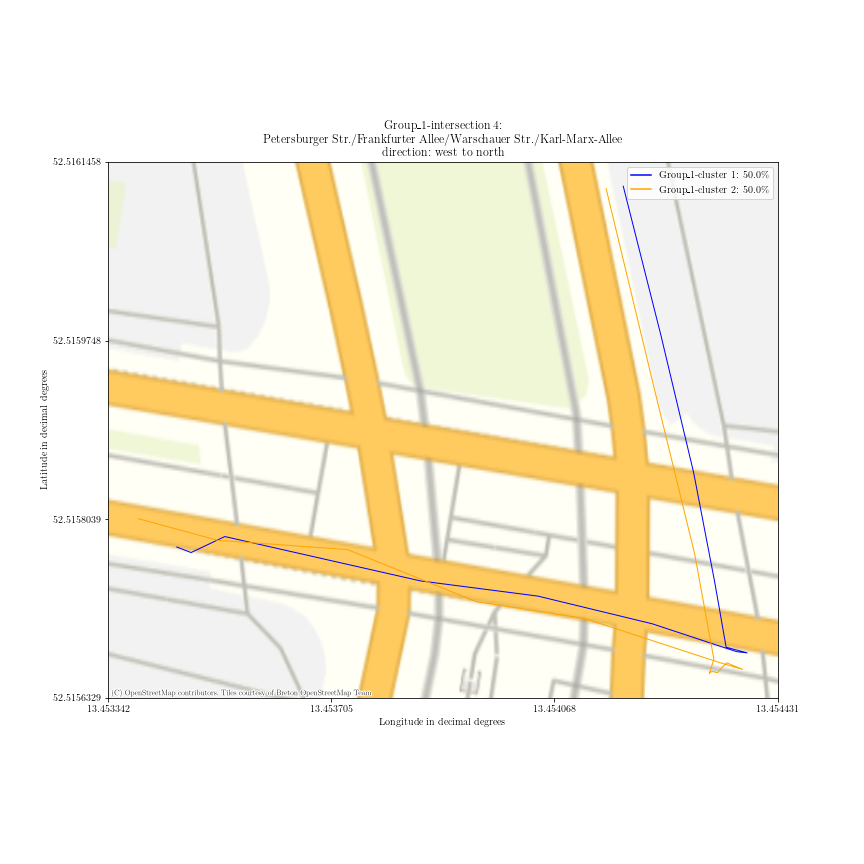 Group_1-intersection 4:
Petersburger Str./Frankfurter Allee/Warschauer Str./Karl-Marx-Allee
direction: west to north
52.5161458
52.5159748
52.5158039
52.5156329
Latitude in decimal degrees
Group_1-cluster 1: 50.0%
Group_1-cluster 2: 50.0%
(C) OpenStreetMap contributors. Tiles courtesy of Breton OpenStreetMap Team
13.453342
13.453705
13.454068
13.454431
Longitude in decimal degrees